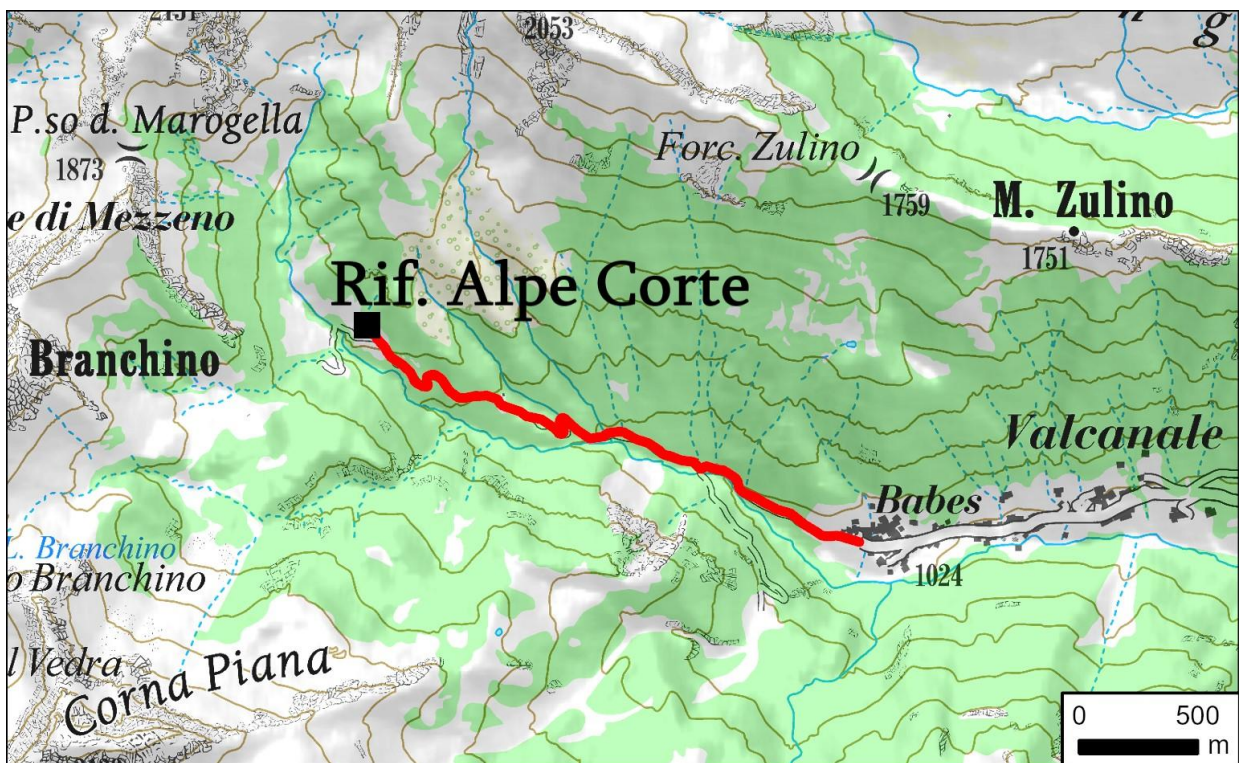 2053
P.so d. Marogella
1873
e di Mezzeno
Forc. Zulino
1759
M. Zulino
1751
Rif. Alpe Corte
Branchino
Valcanale
Babes
1024
L. Branchino
o Branchino
l Vedra
Corna Piana
0 500
m